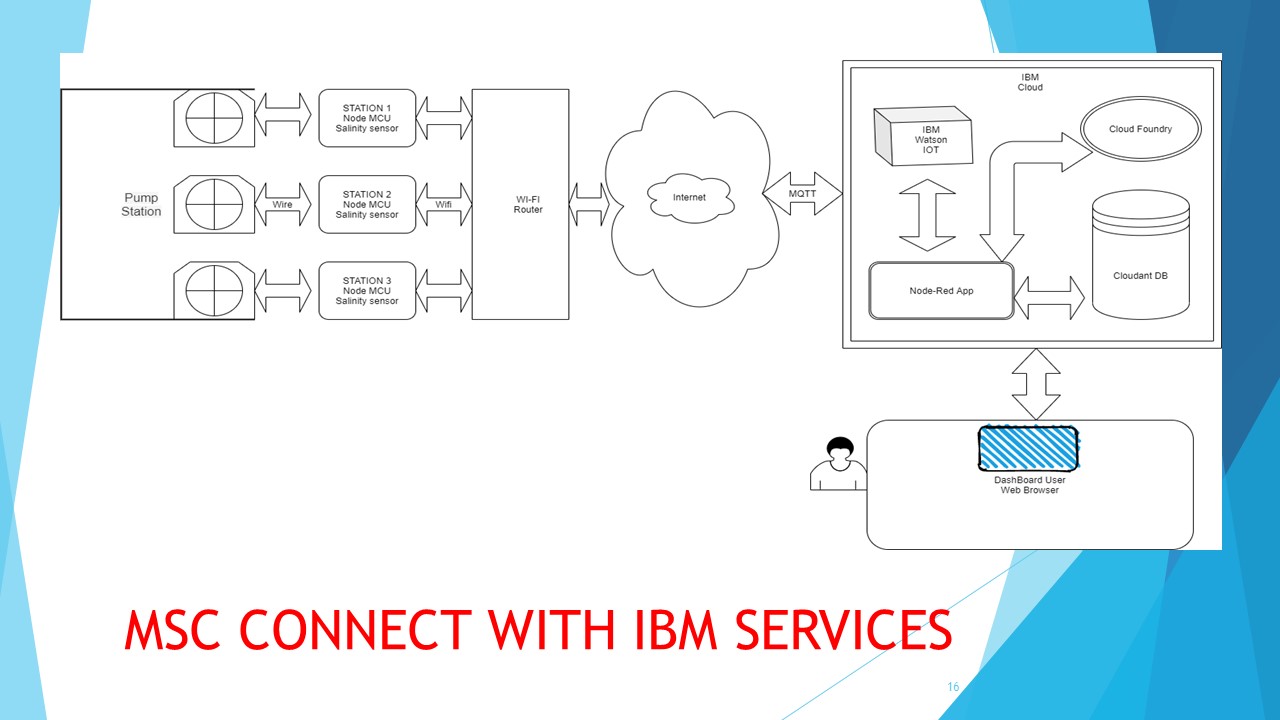 Pump
Station
Wire
STATION 1
Node MCU
Salinity sensor
STATION 2
Node MCU
Salinity sensor
STATION 3
Node MCU
Salinity sensor
Wifi
WI-FI
Router
Internet
MQTT
IBM
Cloud
IBM
Watson
IOT
Cloud Foundry
Node-Red App
Cloudant DB
DashBoard User
Web Browser
MSC CONNECT WITH IBM SERVICES
16